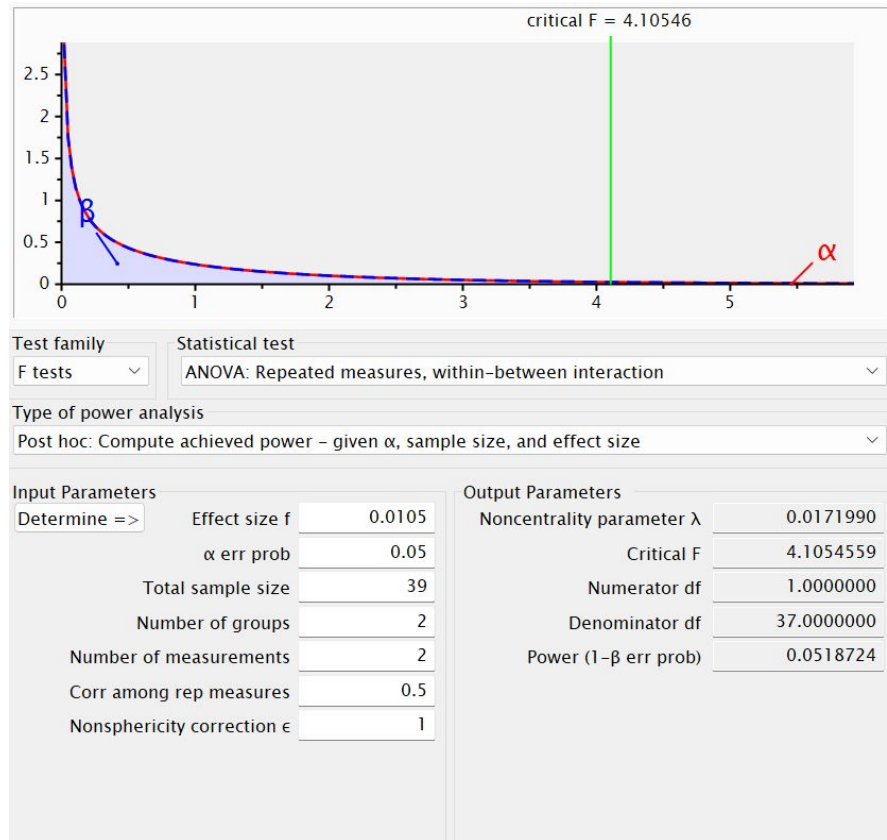 critical F = 4.10546
2.5
2
1.5
1
β
0.5
α
0
0 1 2 3 4 5
Test family Statistical test
F tests ANOVA: Repeated measures, within-between interaction
Type of power analysis
Post hoc: Compute achieved power - given α, sample size, and effect size
Input Parameters Output Parameters
Determine => Effect size f 0.0105 Noncentrality parameter λ 0.0171990
α err prob 0.05 Critical F 4.1054559
Total sample size 39 Numerator df 1.0000000
Number of groups 2 Denominator df 37.0000000
Number of measurements 2 Power (1-β err prob) 0.0518724
Corr among rep measures 0.5
Nonsphericity correction ϵ 1